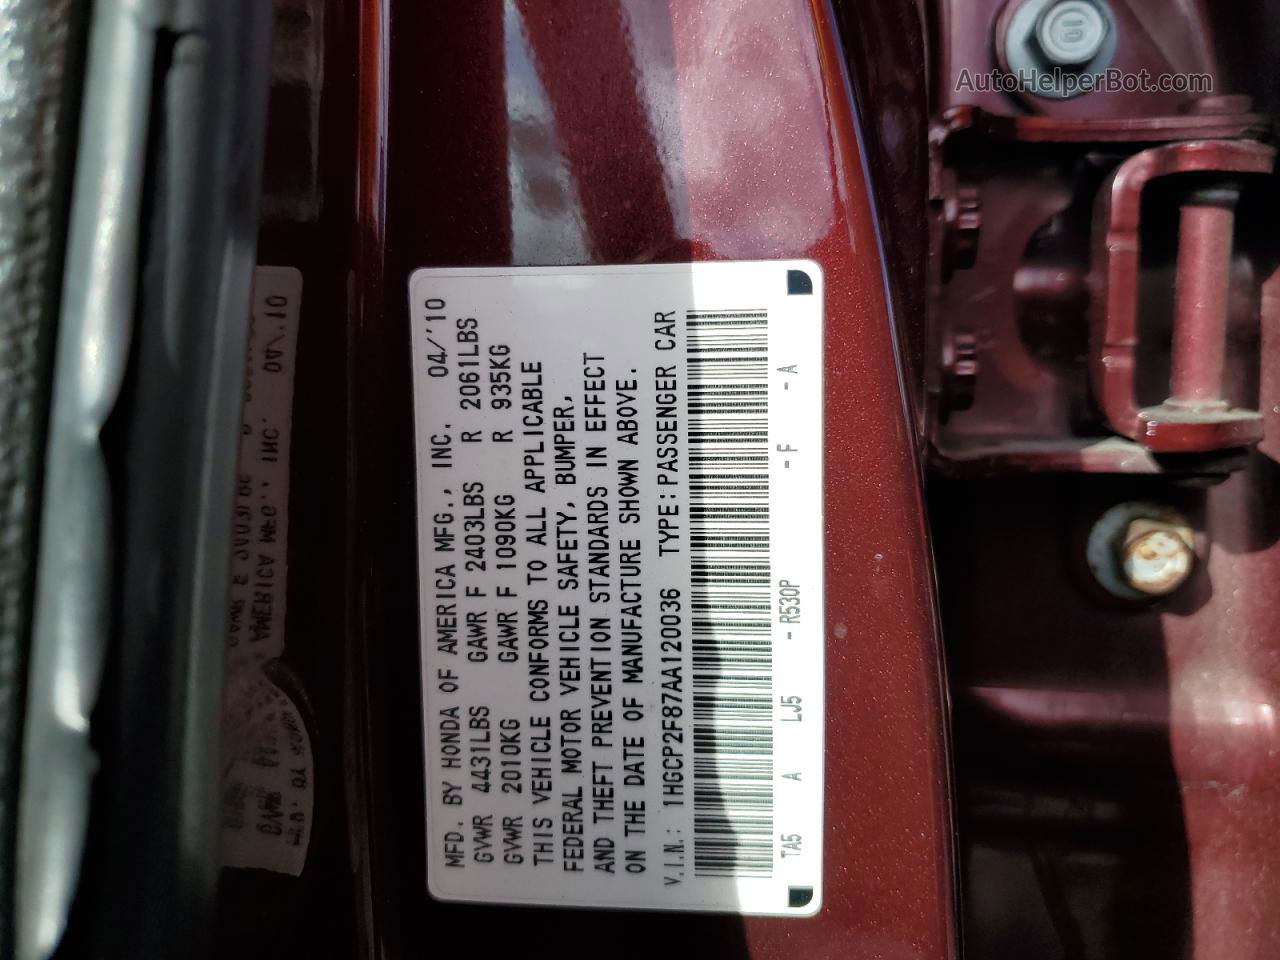 AutoHelperBot.com
MFD. BY HONDA OF AMERICA MFG., INC. 04/'10
GVWR 4431LBS GAWR F 2403LBS R 2061LBS
GVWR 2010KG GAWR F 1090KG R 935KG
THIS VEHICLE CONFORMS TO ALL APPLICABLE
FEDERAL MOTOR VEHICLE SAFETY, BUMPER,
AND THEFT PREVENTION STANDARDS IN EFFECT
ON THE DATE OF MANUFACTURE SHOWN ABOVE.
V.I.N.: 1HGCP2F87AA120036 TYPE:PASSENGER CAR
TA5 A LJ5 - R530P - F - A